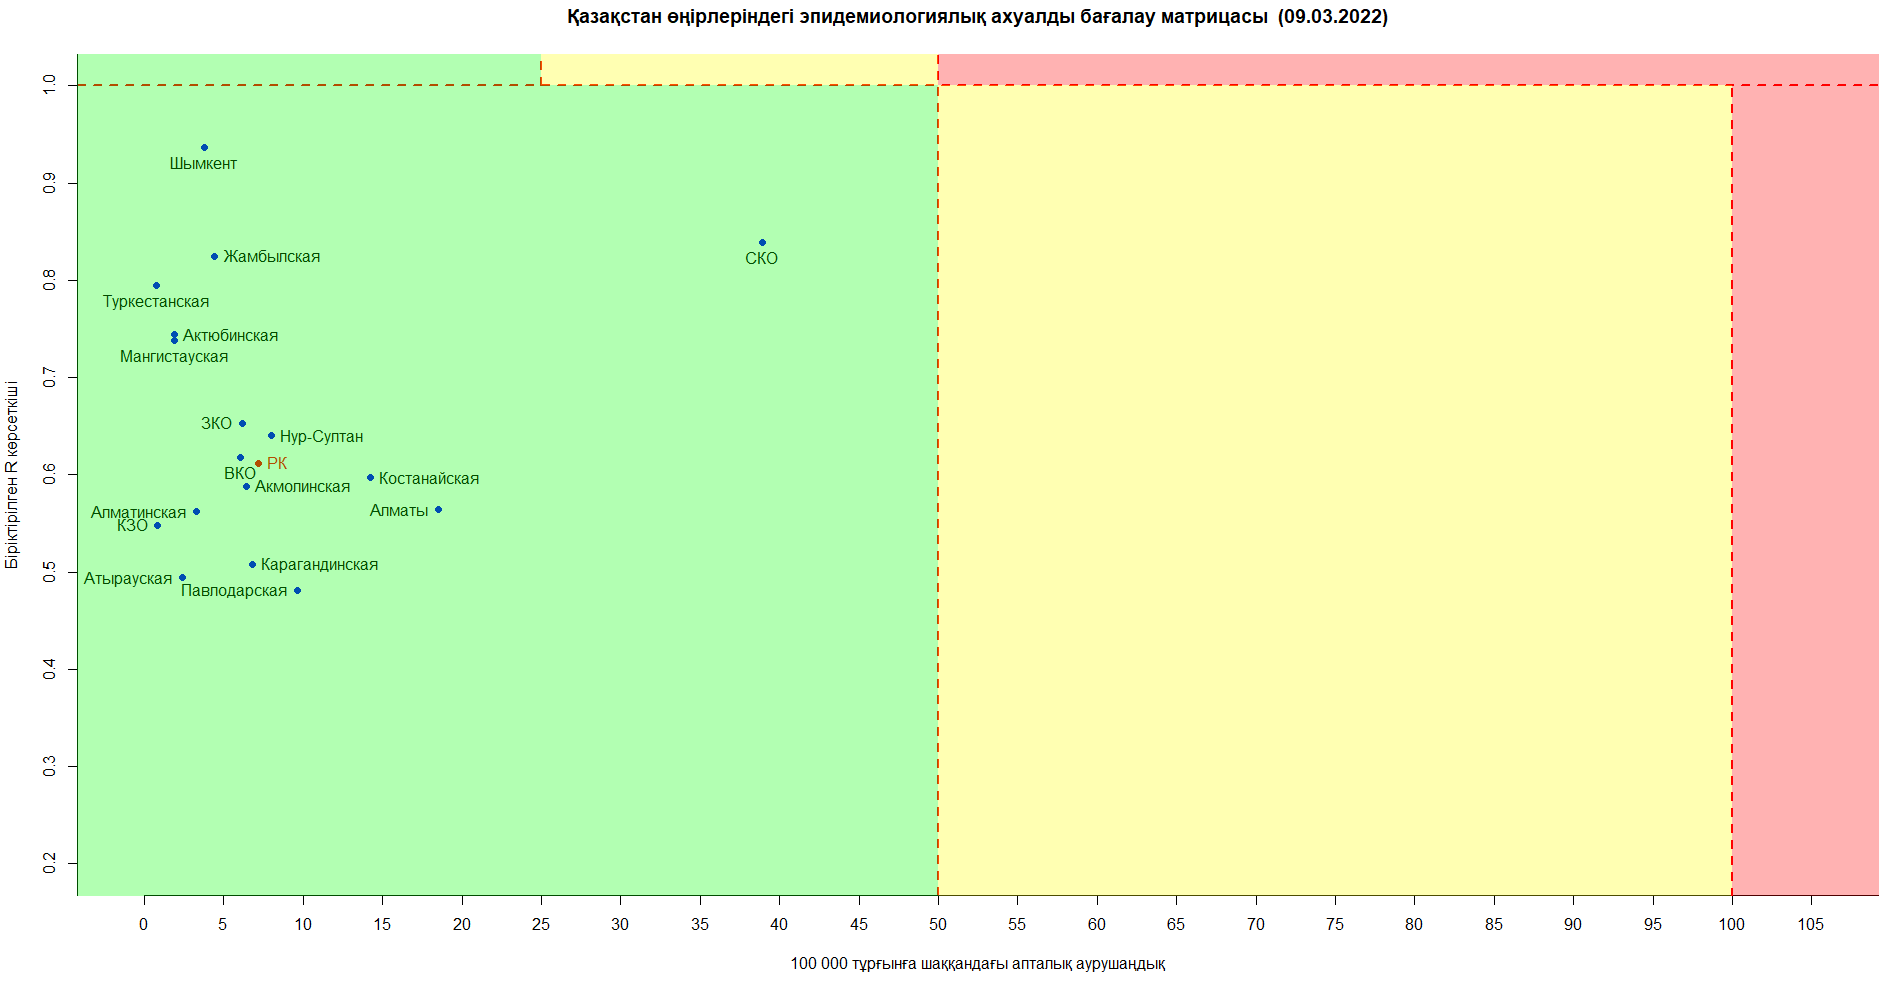 Қазақстан өңірлеріндегі эпидемиологиялық ахуалды бағалау матрицасы (09.03.2022)
Біріктірілген R көрсеткіші
1.0
0.9
0.8
0.7
0.6
0.5
0.4
0.3
0.2
Шымкент
СКО
Жамбылская
Туркестанская
Актюбинская
Мангистауская
ЗКО
Нур-Султан
РК
ВКО
Костанайская
Акмолинская
Алматы
Алматинская
КЗО
Карагандинская
Атырауская
Павлодарская
0 5 10 15 20 25 30 35 40 45 50 55 60 65 70 75 80 85 90 95 100 105
100 000 тұрғынға шаққандағы апталық аурушаңдық